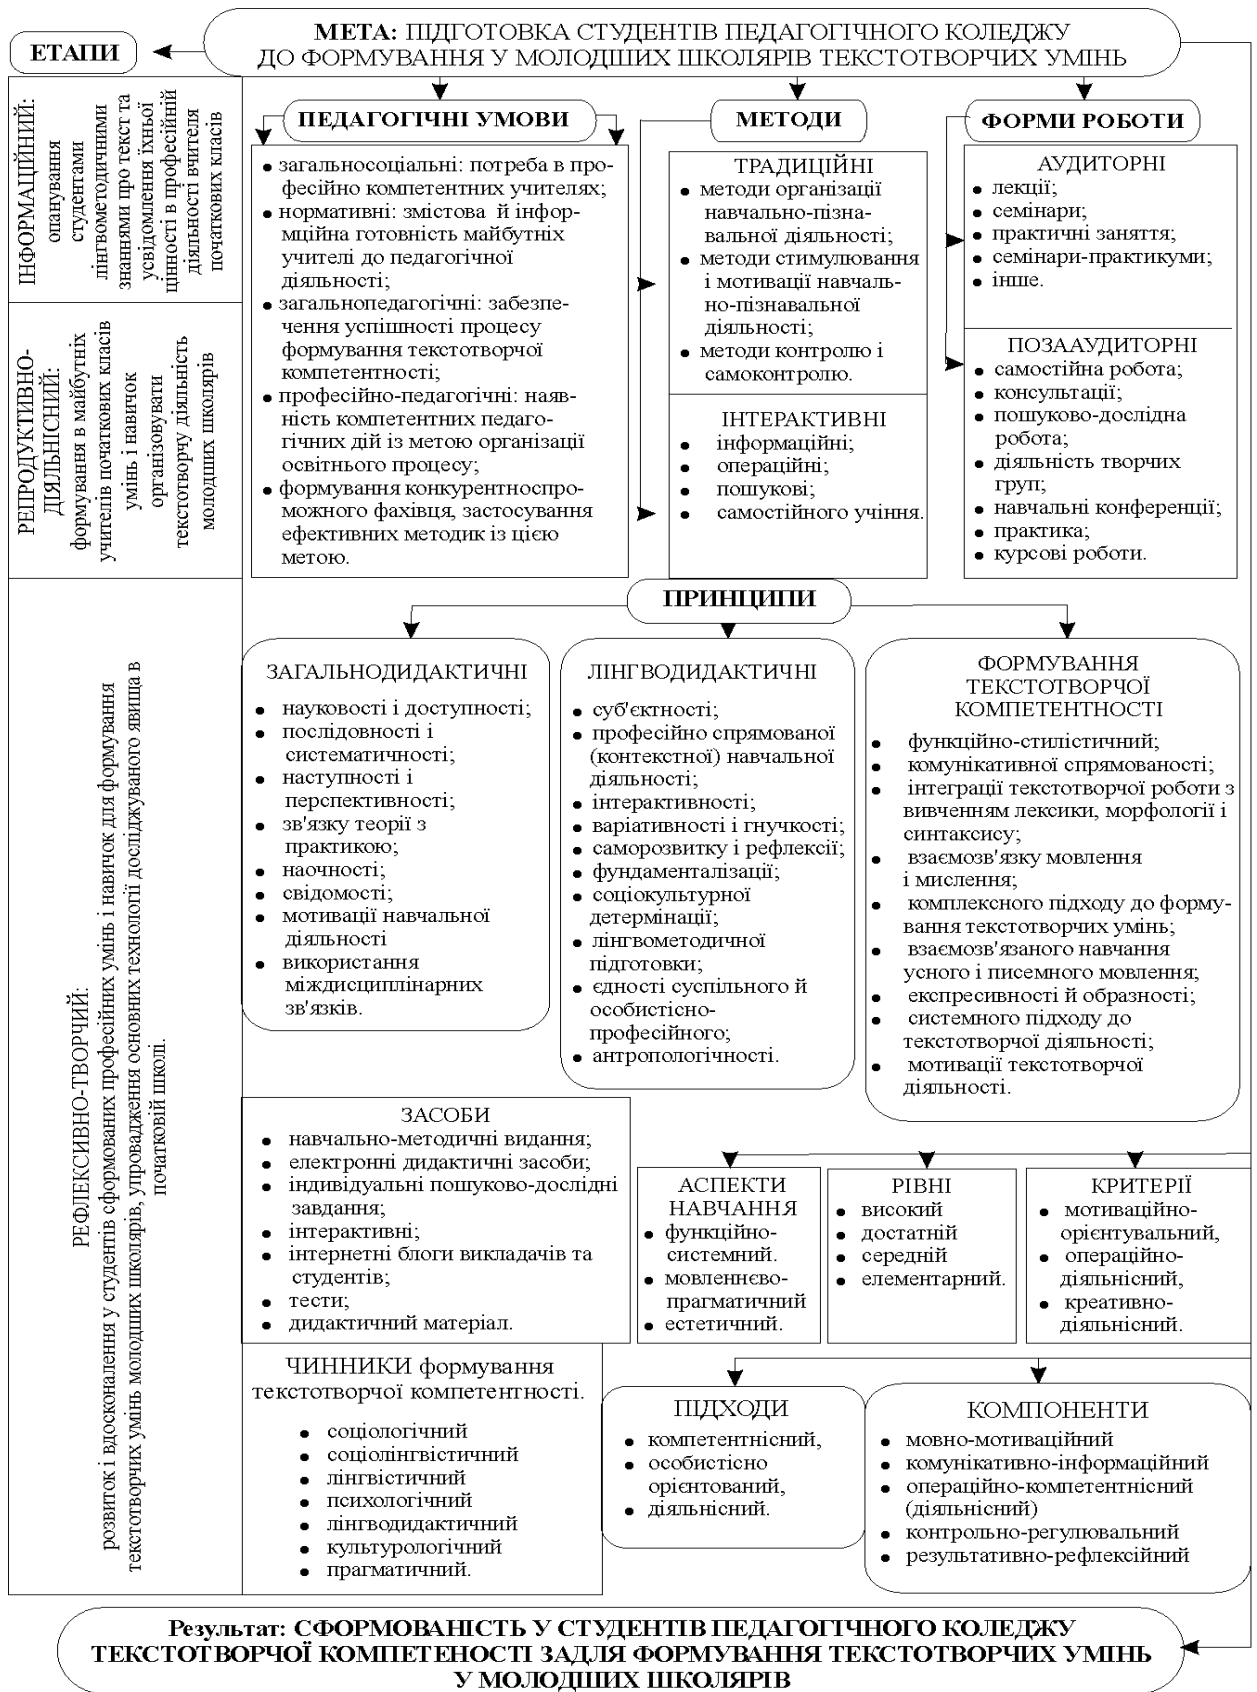 МЕТА: ПІДГОТОВКА СТУДЕНТІВ ПЕДАГОГІЧНОГО КОЛЕДЖУ
ДО ФОРМУВАННЯ У МОЛОДШИХ ШКОЛЯРІВ ТЕКСТОТВОРЧИХ УМІНЬ
ЕТАПИ
ІНФОРМАЦІЙНИЙ:
опанування
студентами
лінгвометодичними
знаннями про текст та
усвідомлення їхньої
цінності в професійній
діяльності вчителя
початкових класів
РЕПРОДУКТИВНО-
ДІЯЛЬНІСНИЙ:
формування в майбутніх
учителів початкових класів
умінь і навичок
організовувати
текстотворчу діяльність
молодших школярів
РЕФЛЕКСИВНО-ТВОРЧИЙ:
розвиток і вдосконалення у студентів сформованих професійних умінь і навичок для формування
текстотворчих умінь молодших школярів, упровадження основних технології досліджуваного явища в
початковій школі.
ПЕДАГОГІЧНІ УМОВИ
● загальносоціальні: потреба в про-
фесійно компетентних учителях;
● нормативні: змістова й інфор-
мційна готовність майбутніх
учителі до педагогічної
діяльності;
● загальнопедагогічні: забезпе-
чення успішності процесу
формування текстотворчої
компетентності;
● професійно-педагогічні: наяв-
ність компетентних педаго-
гічних дій із метою організації
освітнього процесу;
● формування конкурентноспро-
можного фахівця, застосування
ефективних методик із цією
метою.
МЕТОДИ
ТРАДИЦІЙНІ
● методи організації
навчально-пізна-
вальної діяльності;
● методи стимулювання
і мотивації навчаль-
но-пізнавальної
діяльності;
● методи контролю і
самоконтролю.
ІНТЕРАКТИВНІ
● інформаційні;
● операційні;
● пошукові;
● самостійного учіння.
ФОРМИ РОБОТИ
АУДИТОРНІ
● лекції;
● семінари;
● практичні заняття;
● семінари-практикуми;
● інше.
ПОЗААУДИТОРНІ
● самостійна робота;
● консультації;
● пошуково-дослідна
робота;
● діяльність творчих
груп;
● навчальні конференції;
● практика;
● курсові роботи.
ПРИНЦИПИ
ЗАГАЛЬНОДИДАКТИЧНІ
● науковості і доступності;
● послідовності і
систематичності;
● наступності і
перспективності;
● зв'язку теорії з
практикою;
● наочності;
● свідомості;
● мотивації навчальної
діяльності
● використання
міждисциплінарних
зв'язків.
ЛІНГВОДИДАКТИЧНІ
● суб'єктності;
● професійно спрямованої
(контекстної) навчальної
діяльності;
● інтерактивності;
● варіативності і гнучкості;
● саморозвитку і рефлексії;
● фундаменталізації;
● соціокультурної
детермінації;
● лінгвометодичної
підготовки;
● єдності суспільного й
особистісно-
професійного;
● антропологічності.
ФОРМУВАННЯ
ТЕКСТОТВОРЧОЇ
КОМПЕТЕНТНОСТІ
● функційно-стилістичний;
● комунікативної спрямованості;
● інтеграції текстотворчої роботи з
вивченням лексики, морфології і
синтаксису;
● взаємозв'язку мовлення
і мислення;
● комплексного підходу до форму-
вання текстотворчих умінь;
● взаємозв'язаного навчання
усного і писемного мовлення;
● експресивності й образності;
● системного підходу до
текстотворчої діяльності;
● мотивації текстотворчої
діяльності.
ЗАСОБИ
● навчально-методичні видання;
● електронні дидактичні засоби;
● індивідуальні пошуково-дослідні
завдання;
● інтерактивні;
● інтернетні блоги викладачів та
студентів;
● тести;
● дидактичний матеріал.
АСПЕКТИ
НАВЧАННЯ
● функційно-
системний.
● мовленнєво-
прагматичний
● естетичний.
РІВНІ
● високий
● достатній
● середній
● елементарний.
КРИТЕРІЇ
● мотиваційно-
орієнтувальний,
● операційно-
діяльнісний,
● креативно-
діяльнісний.
ЧИННИКИ формування
текстотворчої компетентності.
● соціологічний
● соціолінгвістичний
● лінгвістичний
● психологічний
● лінгводидактичний
● культурологічний
● прагматичний.
ПІДХОДИ
● компетентнісний,
● особистісно
орієнтований,
● діяльнісний.
КОМПОНЕНТИ
● мовно-мотиваційний
● комунікативно-інформаційний
● операційно-компетентнісний
(діяльнісний)
● контрольно-регулювальний
● результативно-рефлексійний
Результат: СФОРМОВАНІСТЬ У СТУДЕНТІВ ПЕДАГОГІЧНОГО КОЛЕДЖУ
ТЕКСТОТВОРЧОЇ КОМПЕТЕНОСТІ ЗАДЛЯ ФОРМУВАННЯ ТЕКСТОТВОРЧИХ УМІНЬ
У МОЛОДШИХ ШКОЛЯРІВ